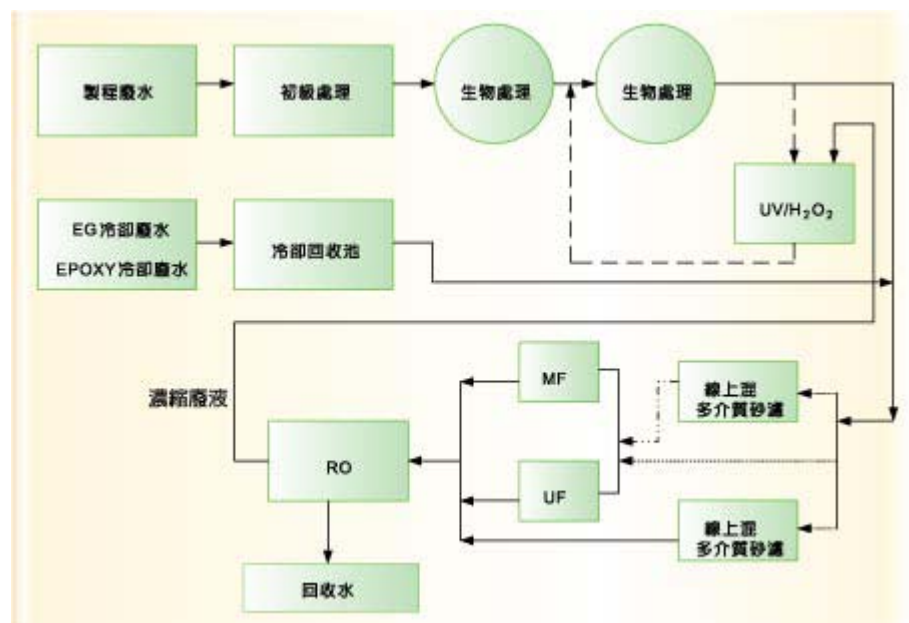 製程廢水
初級處理
生物處理
生物處理
UV/H₂O₂
EG冷卻廢水
EPOXY冷卻廢水
冷卻回收池
濃縮廢液
MF
線上混
多介質砂濾
RO
UF
線上混
多介質砂濾
回收水